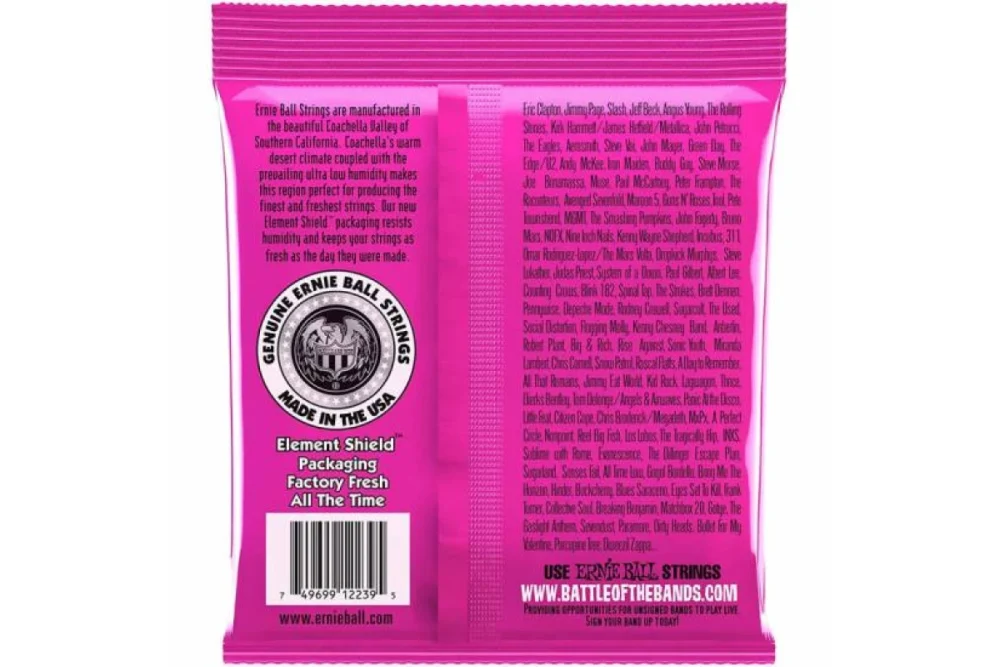 Ernie Ball Strings are manufactured in
the beautiful Coachella Valley of
Southern California. Coachella's warm
desert climate coupled with the
prevailing ultra low humidity makes
this region perfect for producing the
finest and freshest strings. Our new
Element Shield™ packaging resists
humidity and keeps your strings as
fresh as the day they were made.
GENUINE ERNIE BALL STRINGS
MADE IN THE USA
Element Shield™
Packaging
Factory Fresh
All The Time
7 49699 12239 5
www.ernieball.com
Eric Clapton, Jimmy Page, Slash, Jeff Beck, Angus Young, The Rolling
Stones, Kirk Hammett/James Hetfield/Metallica, John Petrucci,
The Eagles, Aerosmith, Steve Vai, John Mayer, Green Day, The
Edge/U2, Andy McKee, Iron Maiden, Buddy Guy, Steve Morse,
Joe Bonamassa, Muse, Paul McCartney, Peter Frampton, The
Raconteurs, Avenged Sevenfold, Maroon 5, Guns N' Roses, Tool, Pete
Townshend, MGMT, The Smashing Pumpkins, John Fogerty, Bruno
Mars, NOFX, Nine Inch Nails, Kenny Wayne Shepherd, Incubus, 311,
Omar Rodriguez-Lopez/The Mars Volta, Dropkick Murphys, Steve
Lukather, Judas Priest, System of a Down, Paul Gilbert, Albert Lee,
Counting Crows, Blink 182, Spinal Tap, The Strokes, Brett Dennen,
Pennywise, Depeche Mode, Rodney Crowell, Sugarcult, The Used,
Social Distortion, Flogging Molly, Kenny Chesney Band, Anberlin,
Robert Plant, Big & Rich, Rise Against, Sonic Youth, Miranda
Lambert, Chris Cornell, Snow Patrol, Rascal Flatts, A Day to Remember,
All That Remains, Jimmy Eat World, Kid Rock, Lagwagon, Thrice,
Dierks Bentley, Tom Delonge/Angels & Airwaves, Panic At the Disco,
Little Feat, Citizen Cope, Chris Broderick/Megadeth, MxPx, A Perfect
Circle, Nonpoint, Reel Big Fish, Los Lobos, The Tragically Hip, INXS,
Sublime with Rome, Evanescence, The Dillinger Escape Plan,
Sugarland, Senses Fail, All Time Low, Gogol Bordello, Bring Me The
Horizon, Hinder, Buckcherry, Blues Saraceno, Eyes Set To Kill, Frank
Turner, Collective Soul, Breaking Benjamin, Matchbox 20, Gotye, The
Gaslight Anthem, Sevendust, Paramore, Dirty Heads, Bullet For My
Valentine, Porcupine Tree, Dweezil Zappa...
USE ERNIE BALL STRINGS
WWW.BATTLEOFTHEBANDS.COM
PROVIDING OPPORTUNITIES FOR UNSIGNED BANDS TO PLAY LIVE
SIGN YOUR BAND UP TODAY!